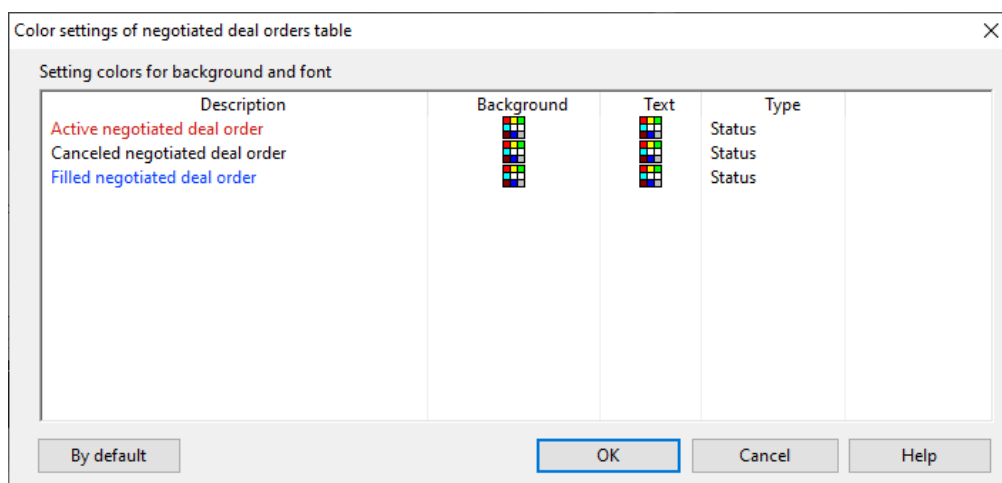 Color settings of negotiated deal orders table
Setting colors for background and font
Description Background Text Type
Active negotiated deal order Status
Canceled negotiated deal order Status
Filled negotiated deal order Status
By default OK Cancel Help